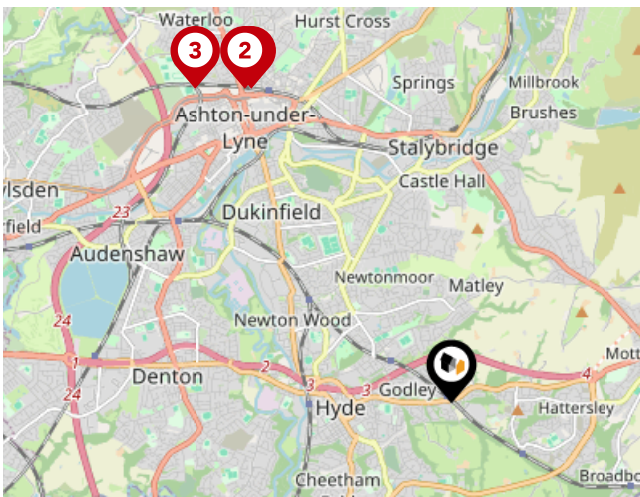 Waterloo
Hurst Cross
3
2
Springs
Millbrook
Ashton-under-
Lyne
Brushes
Stalybridge
Castle Hall
ylsden
23
Dukinfield
rfield
Audenshaw
Newtonmoor
Matley
24
Newton Wood
1
2
Mott
Denton
3
3
Godley
4
24
Hyde
Hattersley
Cheetham
Broadbo